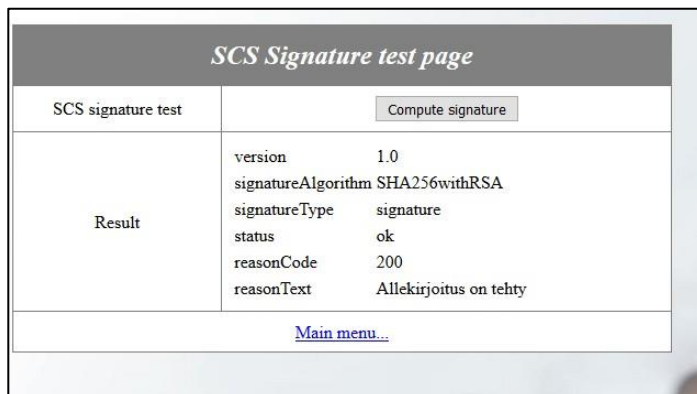 SCS Signature test page
SCS signature test
Compute signature
Result
version 1.0
signatureAlgorithm SHA256withRSA
signatureType signature
status ok
reasonCode 200
reasonText Allekirjoitus on tehty
Main menu...